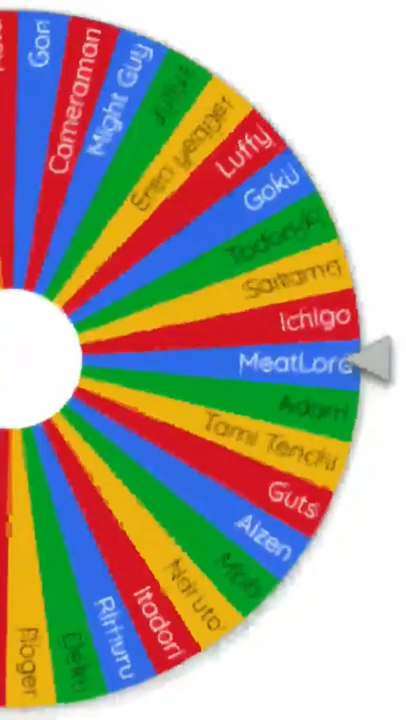 Gon
Cameraman
Might Guy
Eren yeager
Luffy
Goku
Todoroki
Saitama
Ichigo
MeatLord
Adam
Tami Tenchi
Guts
Aizen
Mob
Naruto
Itadori
Rimuru
Deku
Roger